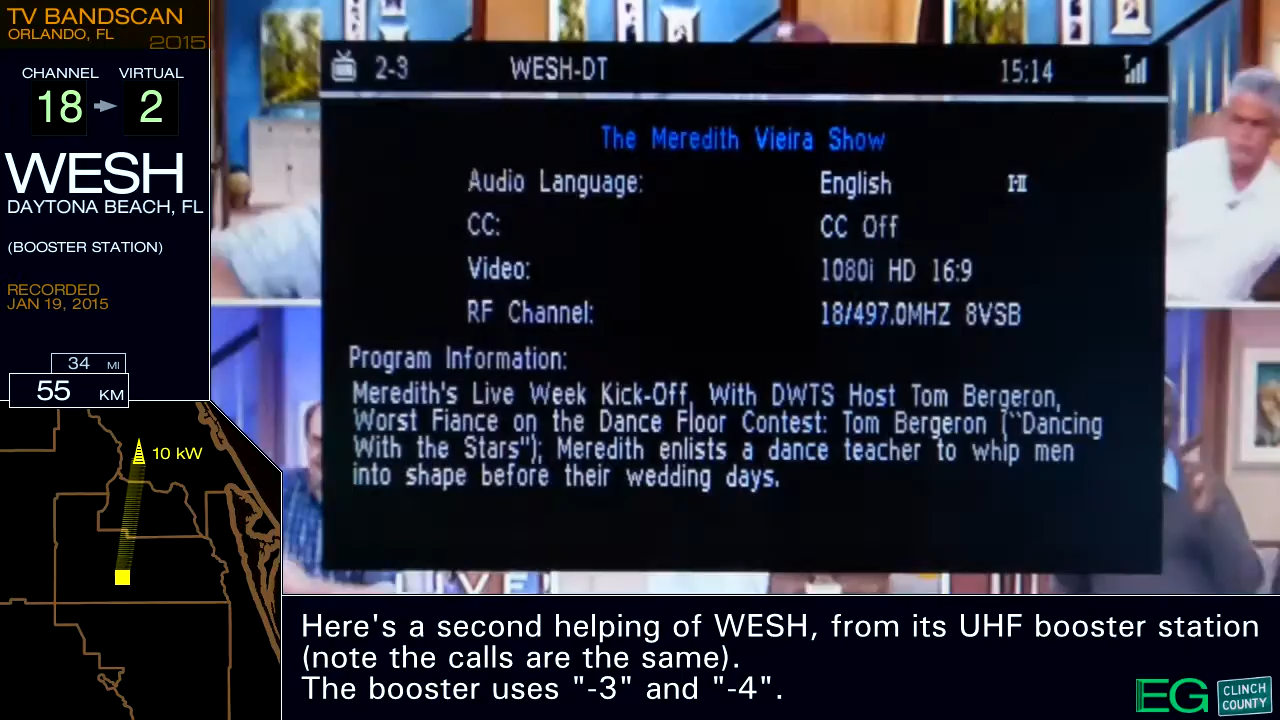 TV BANDSCAN
ORLANDO, FL
2015
CHANNEL VIRTUAL
18 2
WESH
DAYTONA BEACH, FL
(BOOSTER STATION)
RECORDED
JAN 19, 2015
34 MI
55 KM
10 kW
2-3 WESH-DT 15:14
The Meredith Vieira Show
Audio Language: English I-II
CC: CC Off
Video: 1080i HD 16:9
RF Channel: 18/497.0MHZ 8VSB
Program Information:
Meredith's Live Week Kick-Off, With DWTS Host Tom Bergeron,
Worst Fiance on the Dance Floor Contest: Tom Bergeron (``Dancing
With the Stars''); Meredith enlists a dance teacher to whip men
into shape before their wedding days.
LIVE
Here's a second helping of WESH, from its UHF booster station
(note the calls are the same).
The booster uses "-3" and "-4".
EG
CLINCH
COUNTY